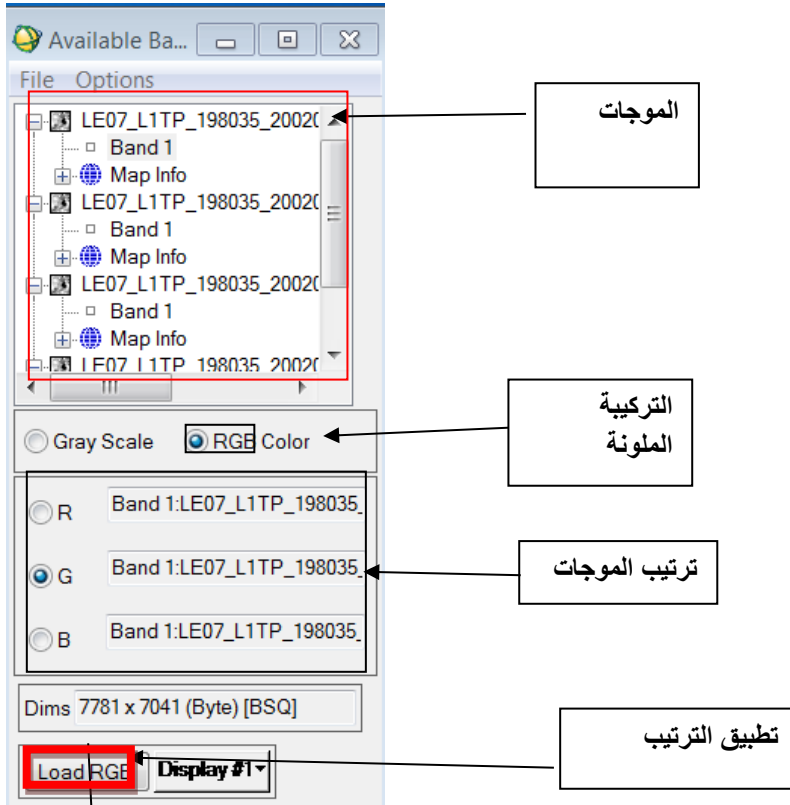 Available Ba...
File Options
LE07_L1TP_198035_20020
Band 1
Map Info
LE07_L1TP_198035_20020
Band 1
Map Info
LE07_L1TP_198035_20020
Band 1
Map Info
LE07_L1TP_198035_20020
الموجات
Gray Scale RGB Color
التركيبة
الملونة
R Band 1:LE07_L1TP_198035_
G Band 1:LE07_L1TP_198035_
B Band 1:LE07_L1TP_198035_
ترتيب الموجات
Dims 7781 x 7041 (Byte) [BSQ]
Load RGB Display #1
تطبيق الترتيب